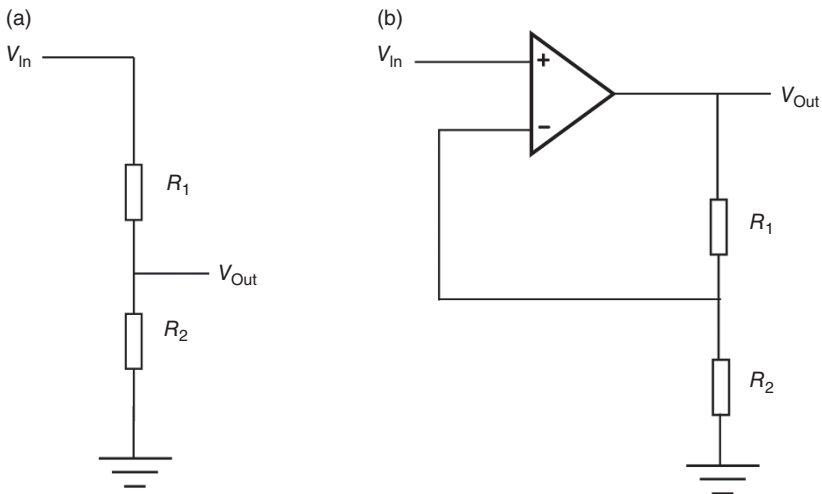 (a)
V_In
R_1
V_Out
R_2
(b)
V_In
+
−
V_Out
R_1
R_2